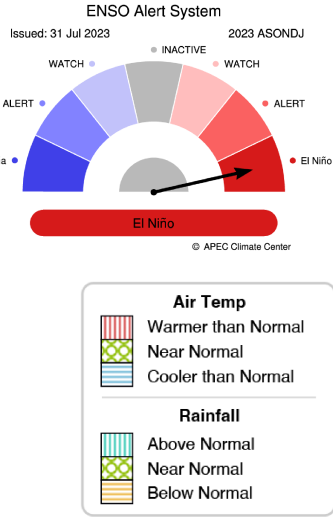 ENSO Alert System
Issued: 31 Jul 2023 2023 ASONDJ
INACTIVE
WATCH WATCH
ALERT ALERT
a El Niño
El Niño
© APEC Climate Center
Air Temp
Warmer than Normal
Near Normal
Cooler than Normal
Rainfall
Above Normal
Near Normal
Below Normal